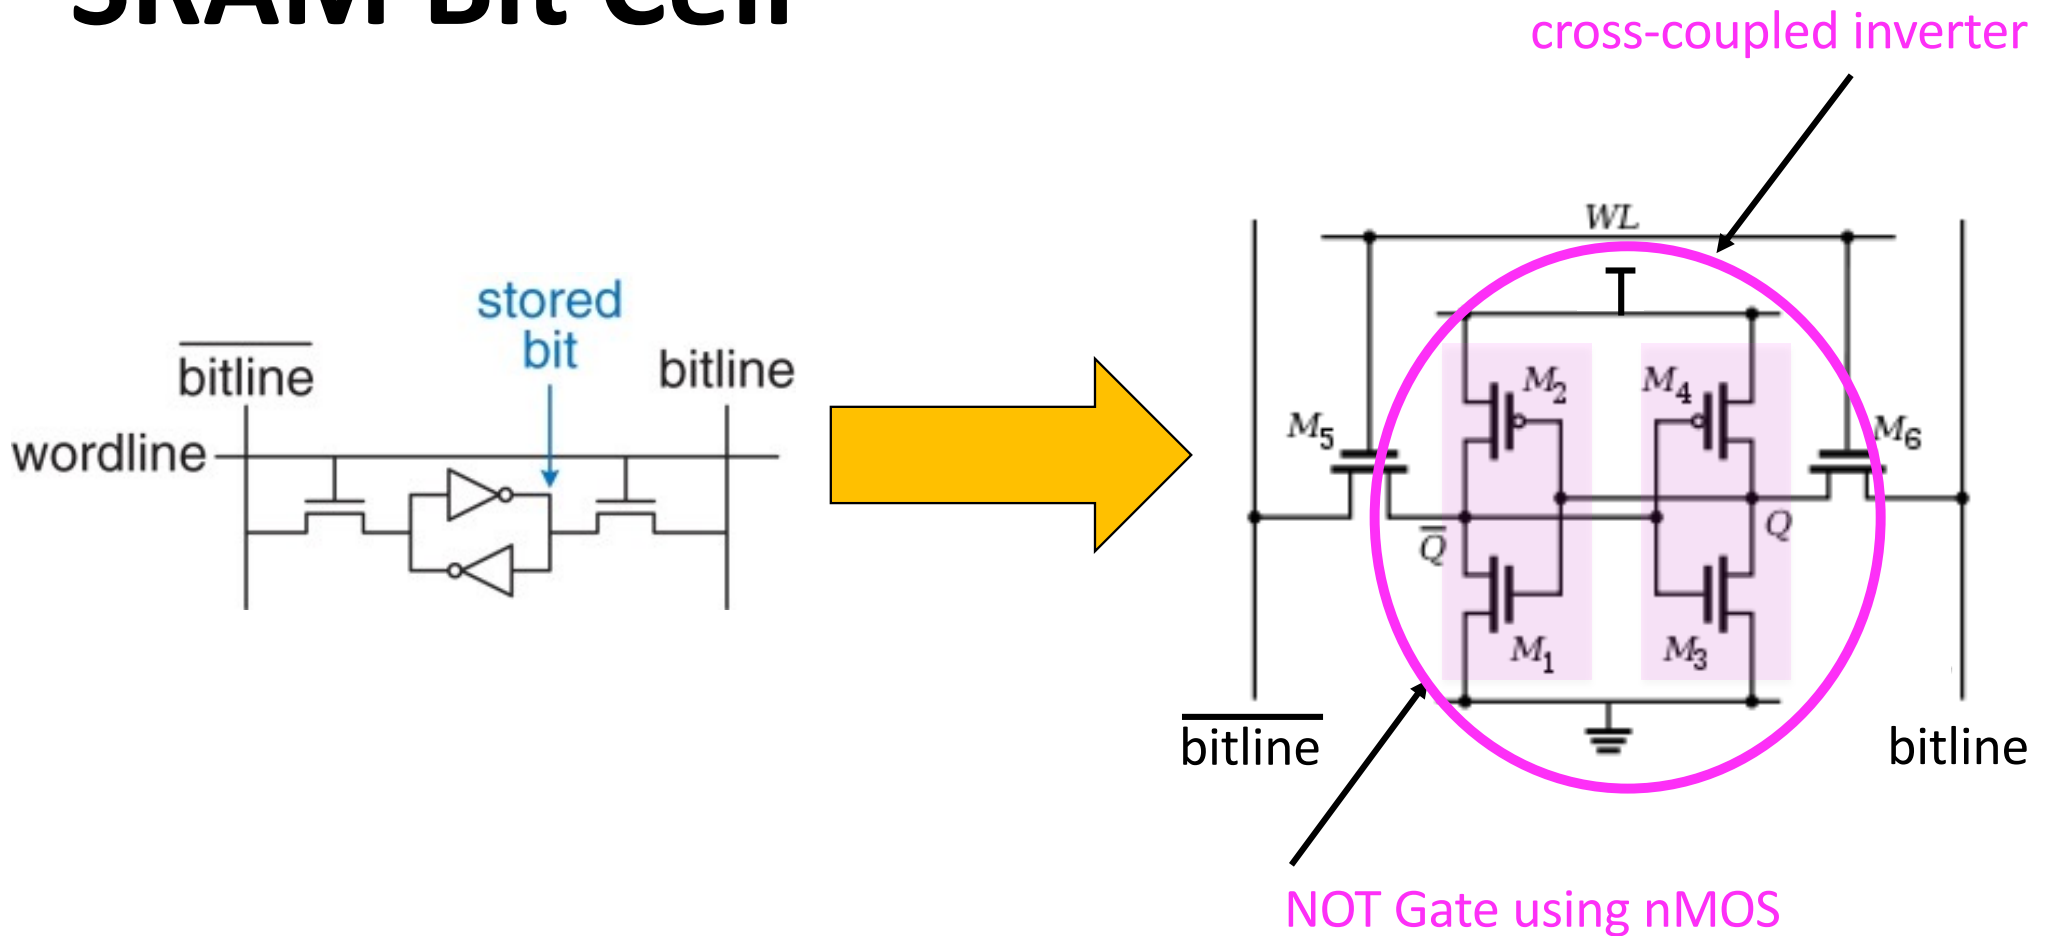 SRAM Bit Cell
cross-coupled inverter
stored
bit
bitline
bitline
wordline
WL
M2
M4
M5
M6
Q
Q
M1
M3
bitline
bitline
NOT Gate using nMOS